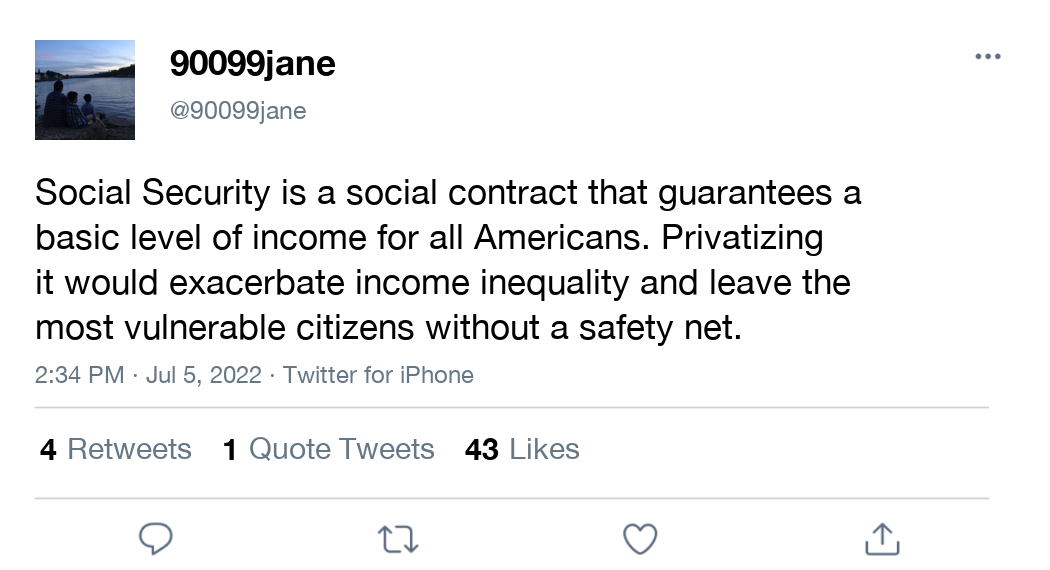 90099jane
@90099jane
Social Security is a social contract that guarantees a
basic level of income for all Americans. Privatizing
it would exacerbate income inequality and leave the
most vulnerable citizens without a safety net.
2:34 PM · Jul 5, 2022 · Twitter for iPhone
4 Retweets 1 Quote Tweets 43 Likes